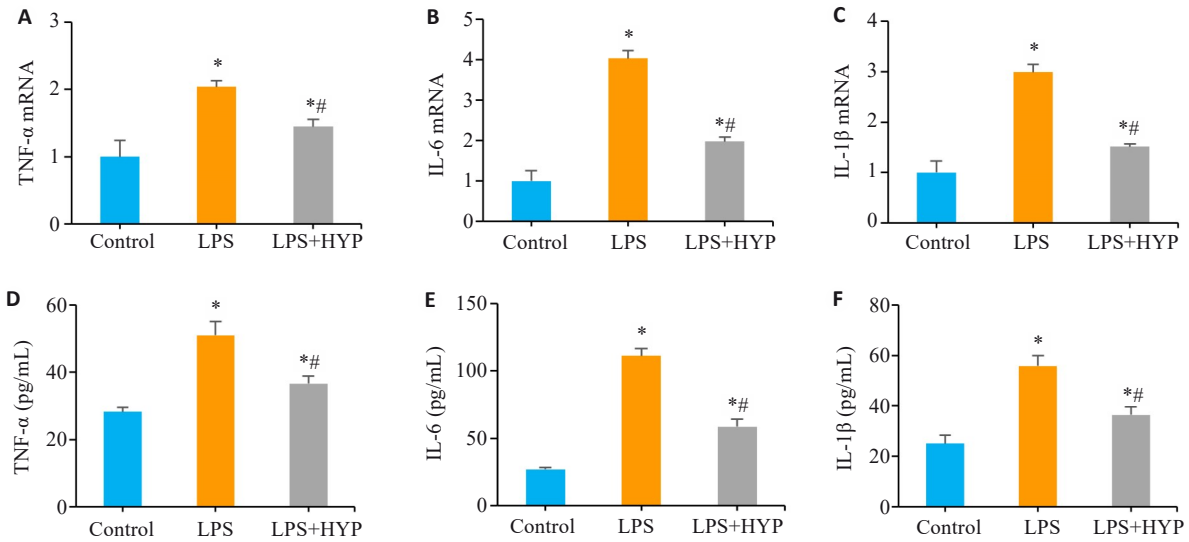 A
TNF-α mRNA
3
2
1
0
*
*#
Control LPS LPS+HYP
B
IL-6 mRNA
5
4
3
2
1
0
*
*#
Control LPS LPS+HYP
C
IL-1β mRNA
4
3
2
1
0
*
*#
Control LPS LPS+HYP
D
TNF-α (pg/mL)
60
40
20
0
*
*#
Control LPS LPS+HYP
E
IL-6 (pg/mL)
150
100
50
0
*
*#
Control LPS LPS+HYP
F
IL-1β (pg/mL)
80
60
40
20
0
*
*#
Control LPS LPS+HYP